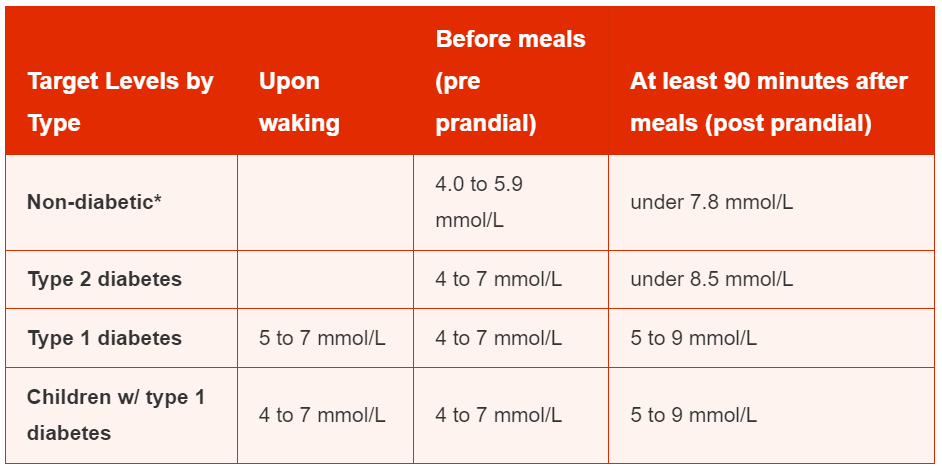 Target Levels by Type
Upon waking
Before meals (pre prandial)
At least 90 minutes after meals (post prandial)
Non-diabetic*
4.0 to 5.9 mmol/L
under 7.8 mmol/L
Type 2 diabetes
4 to 7 mmol/L
under 8.5 mmol/L
Type 1 diabetes
5 to 7 mmol/L
4 to 7 mmol/L
5 to 9 mmol/L
Children w/ type 1 diabetes
4 to 7 mmol/L
4 to 7 mmol/L
5 to 9 mmol/L